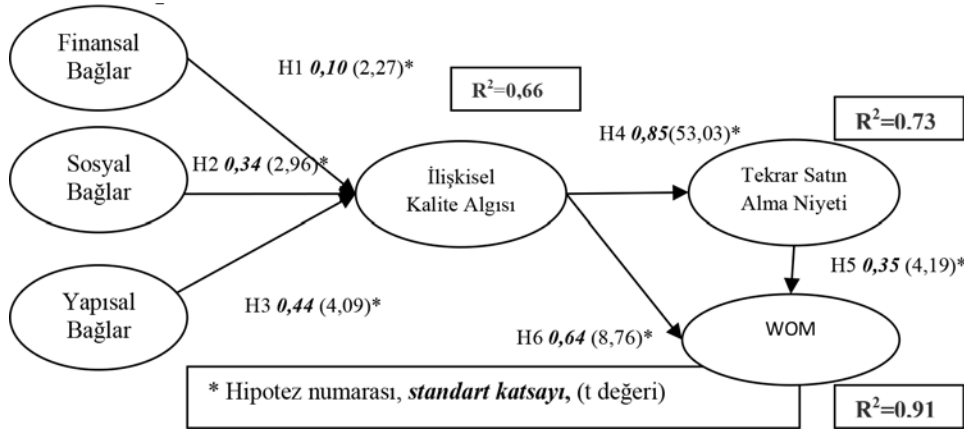 Finansal
Bağlar
H1 0,10 (2,27)*
R²=0,66
R²=0.73
H4 0,85(53,03)*
Sosyal
Bağlar
H2 0,34 (2,96)*
İlişkisel
Kalite Algısı
Tekrar Satın
Alma Niyeti
H5 0,35 (4,19)*
Yapısal
Bağlar
H3 0,44 (4,09)*
H6 0,64 (8,76)*
WOM
* Hipotez numarası, standart katsayı, (t değeri)
R²=0.91